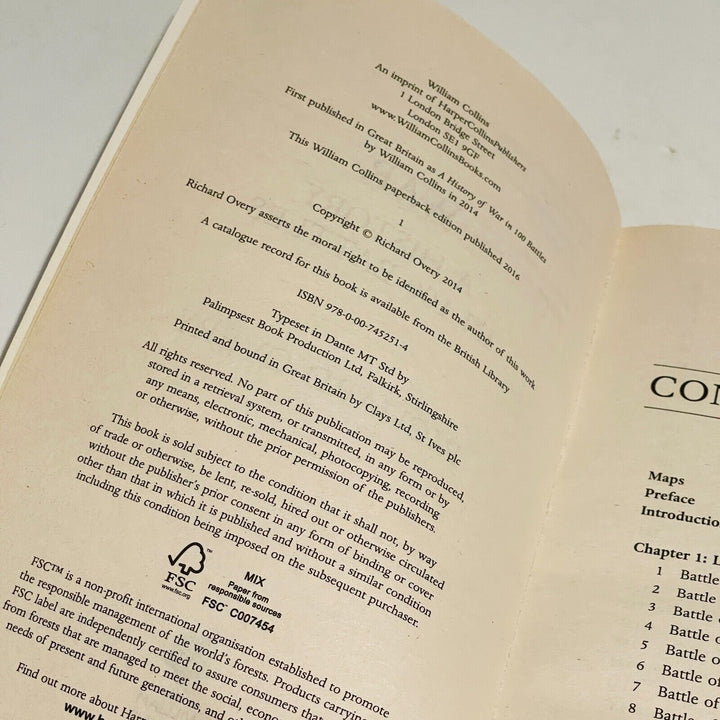 William Collins
An imprint of HarperCollinsPublishers
1 London Bridge Street
London SE1 9GF
www.WilliamCollinsBooks.com
First published in Great Britain as A History of War in 100 Battles
by William Collins in 2014
This William Collins paperback edition published 2016
1
Copyright © Richard Overy 2014
Richard Overy asserts the moral right to be identified as the author of this work
A catalogue record for this book is available from the British Library
ISBN 978-0-00-745251-4
Typeset in Dante MT Std by
Palimpsest Book Production Ltd, Falkirk, Stirlingshire
Printed and bound in Great Britain by Clays Ltd, St Ives plc
All rights reserved. No part of this publication may be reproduced,
stored in a retrieval system, or transmitted, in any form or by
any means, electronic, mechanical, photocopying, recording
or otherwise, without the prior permission of the publishers.
This book is sold subject to the condition that it shall not, by way
of trade or otherwise, be lent, re-sold, hired out or otherwise circulated
without the publisher's prior consent in any form of binding or cover
other than that in which it is published and without a similar condition
including this condition being imposed on the subsequent purchaser.
FSC
www.fsc.org
MIX
Paper from
responsible sources
FSC™ C007454
FSC™ is a non-profit international organisation established to promote
the responsible management of the world's forests. Products carrying
FSC label are independently certified to assure consumers that
from forests that are managed to meet the social,
needs of present and future generations,
Find out more about
CON
Maps
Preface
Introduction
Chapter 1: L
1 Battle
2 Battle
3 Battle
4 Battle o
5 Battle o
6 Battle of
7 Battle of
8 Battle